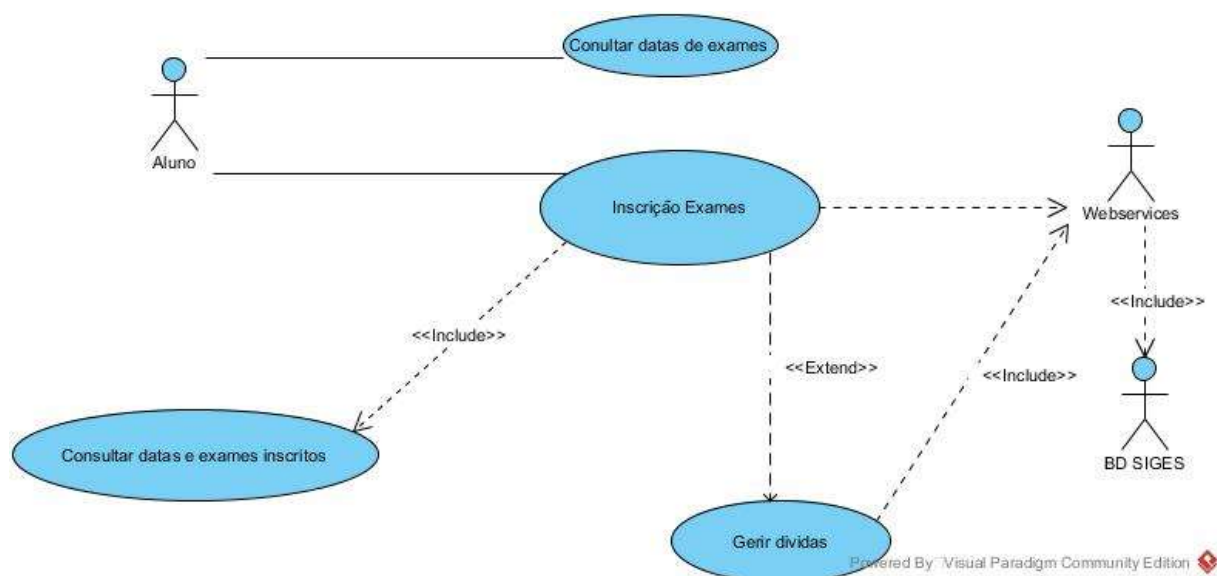 Conultar datas de exames
Aluno
Inscrição Exames
Webservices
<<Include>>
<<Include>>
<<Extend>>
<<Include>>
Consultar datas e exames inscritos
BD SIGES
Gerir dividas
Powered By Visual Paradigm Community Edition